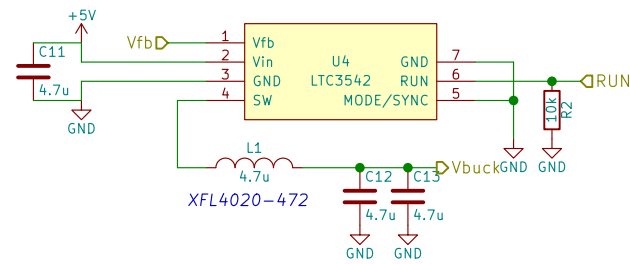 +5V
C11
4.7u
GND
Vfb
1
2
3
4
Vfb
Vin
GND
SW
U4
LTC3542
GND
RUN
MODE/SYNC
7
6
5
RUN
10k
R2
GND
GND
L1
4.7u
XFL4020-472
C12
4.7u
GND
C13
4.7u
GND
Vbuck